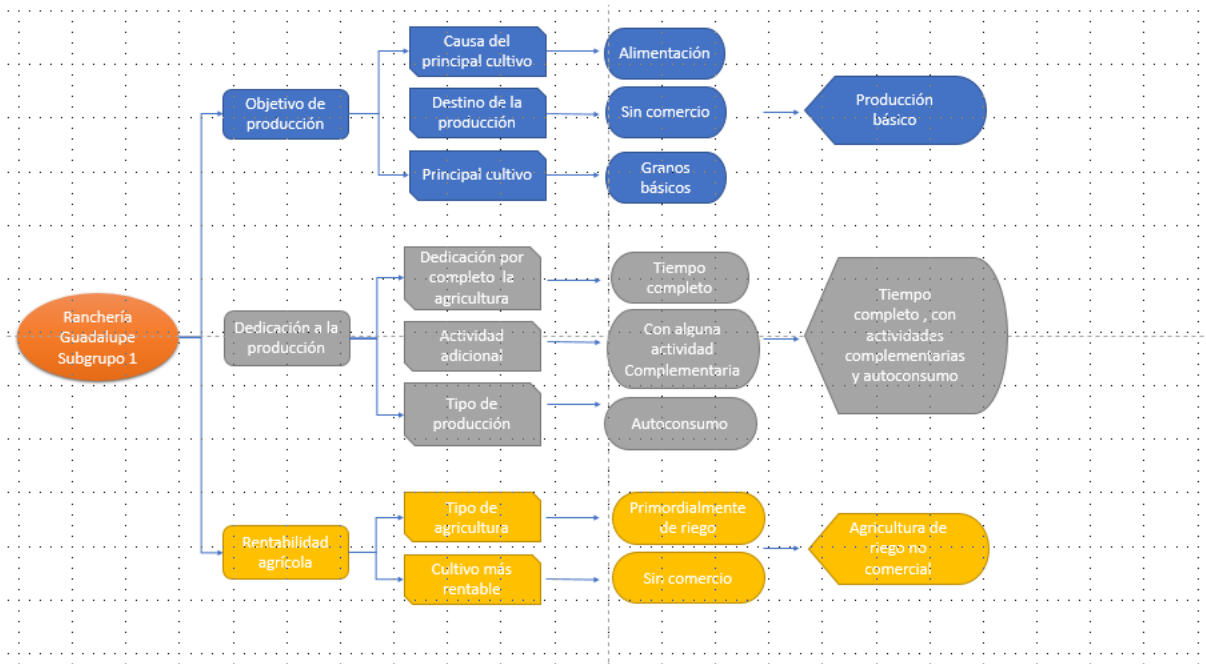 Ranchería
Guadalupe
Subgrupo 1
Objetivo de
producción
Causa del
principal cultivo
Alimentación
Destino de la
producción
Sin comercio
Principal cultivo
Granos
básicos
Producción
básico
Dedicación a la
producción
Dedicación por
completo la
agricultura
Tiempo
completo
Actividad
adicional
Con alguna
actividad
Complementaria
Tipo de
producción
Autoconsumo
Tiempo
completo , con
actividades
complementarias
y autoconsumo
Rentabilidad
agrícola
Tipo de
agricultura
Primordialmente
de riego
Cultivo más
rentable
Sin comercio
Agricultura de
riego no
comercial